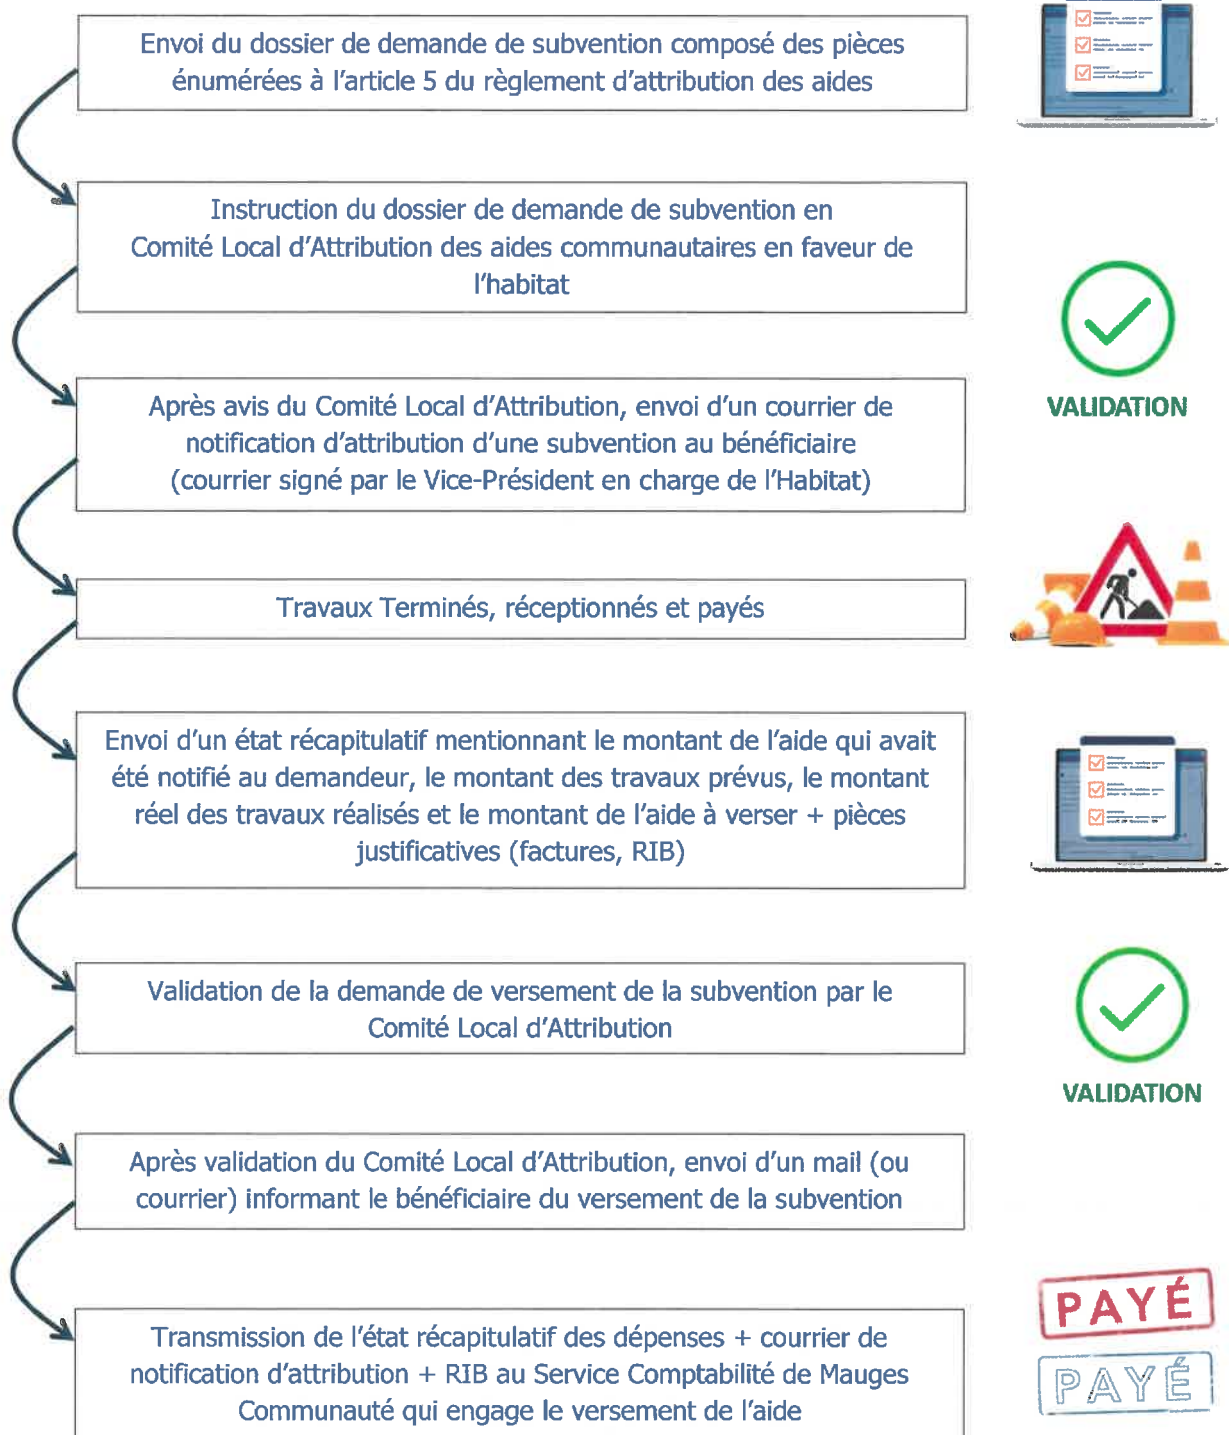 Envoi du dossier de demande de subvention composé des pièces
énumérées à l'article 5 du règlement d'attribution des aides
Instruction du dossier de demande de subvention en
Comité Local d'Attribution des aides communautaires en faveur de
l'habitat
VALIDATION
Après avis du Comité Local d'Attribution, envoi d'un courrier de
notification d'attribution d'une subvention au bénéficiaire
(courrier signé par le Vice-Président en charge de l'Habitat)
Travaux Terminés, réceptionnés et payés
Envoi d'un état récapitulatif mentionnant le montant de l'aide qui avait
été notifié au demandeur, le montant des travaux prévus, le montant
réel des travaux réalisés et le montant de l'aide à verser + pièces
justificatives (factures, RIB)
Validation de la demande de versement de la subvention par le
Comité Local d'Attribution
VALIDATION
Après validation du Comité Local d'Attribution, envoi d'un mail (ou
courrier) informant le bénéficiaire du versement de la subvention
PAYÉ
PAYÉ
Transmission de l'état récapitulatif des dépenses + courrier de
notification d'attribution + RIB au Service Comptabilité de Mauges
Communauté qui engage le versement de l'aide